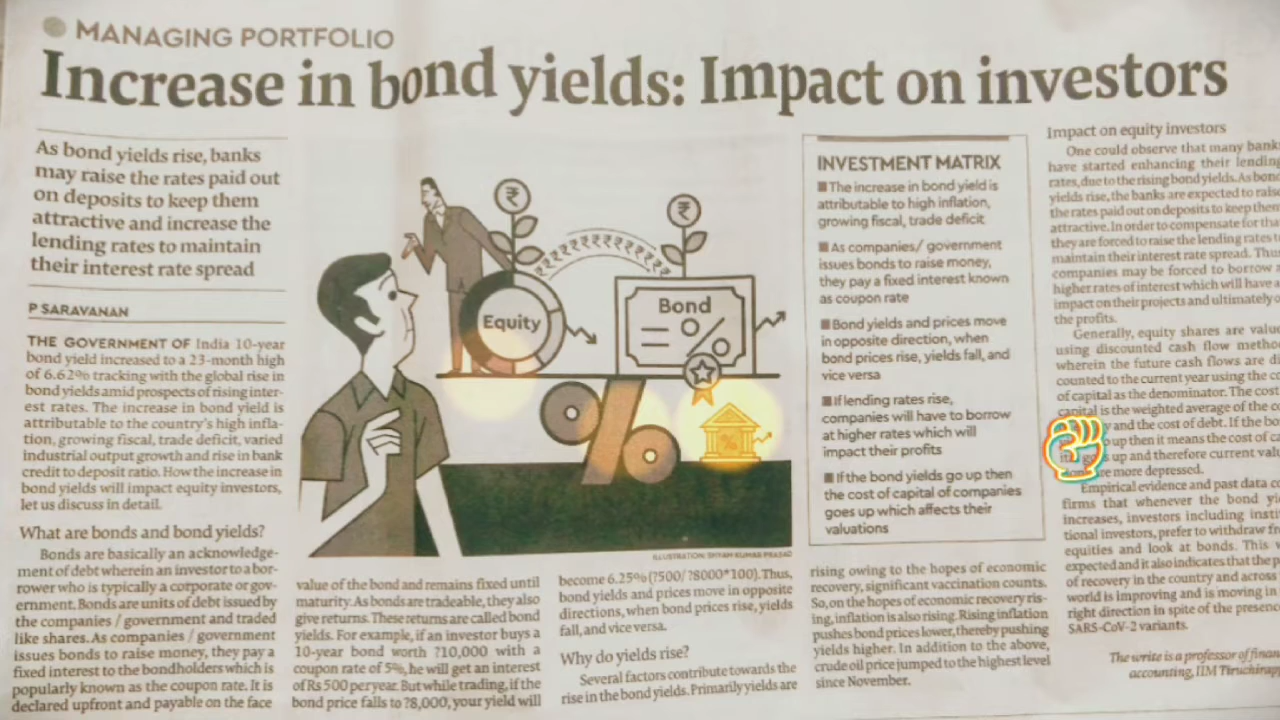 MANAGING PORTFOLIO
Increase in bond yields: Impact on investors
As bond yields rise, banks
may raise the rates paid out
on deposits to keep them
attractive and increase the
lending rates to maintain
their interest rate spread
P SARAVANAN
THE GOVERNMENT OF India 10-year
bond yield increased to a 23-month high
of 6.62% tracking with the global rise in
bond yields amid prospects of rising inter-
est rates. The increase in bond yield is
attributable to the country's high infla-
tion, growing fiscal, trade deficit, varied
industrial output growth and rise in bank
credit to deposit ratio. How the increase in
bond yields will impact equity investors,
let us discuss in detail.
What are bonds and bond yields?
Bonds are basically an acknowledge-
ment of debt wherein an investor to a bor-
rower who is typically a corporate or gov-
ernment. Bonds are units of debt issued by
the companies / government and traded
like shares. As companies / government
issues bonds to raise money, they pay a
fixed interest to the bondholders which is
popularly known as the coupon rate. It is
declared upfront and payable on the face
Equity
Bond
ILLUSTRATION: SHYAM KUMAR PRASAD
value of the bond and remains fixed until
maturity. As bonds are tradeable, they also
give returns. These returns are called bond
yields. For example, if an investor buys a
10-year bond worth ?10,000 with a
coupon rate of 5%, he will get an interest
of Rs 500 per year. But while trading, if the
bond price falls to ?8,000, your yield will
become 6.25% (?500/ ?8000*100). Thus,
bond yields and prices move in opposite
directions, when bond prices rise, yields
fall, and vice versa.
Why do yields rise?
Several factors contribute towards the
rise in the bond yields. Primarily yields are
INVESTMENT MATRIX
■ The increase in bond yield is
attributable to high inflation,
growing fiscal, trade deficit
■ As companies/ government
issues bonds to raise money,
they pay a fixed interest known
as coupon rate
■ Bond yields and prices move
in opposite direction, when
bond prices rise, yields fall, and
vice versa
■ If lending rates rise,
companies will have to borrow
at higher rates which will
impact their profits
■ If the bond yields go up then
the cost of capital of companies
goes up which affects their
valuations
rising owing to the hopes of economic
recovery, significant vaccination counts.
So, on the hopes of economic recovery ris-
ing, inflation is also rising. Rising inflation
pushes bond prices lower, thereby pushing
yields higher. In addition to the above,
crude oil price jumped to the highest level
since November.
Impact on equity investors
One could observe that many bank
have started enhancing their lending
rates, due to the rising bond yields. As bond
yields rise, the banks are expected to raise
the rates paid out on deposits to keep them
attractive. In order to compensate for tha
they are forced to raise the lending rates t
maintain their interest rate spread. Thu
companies may be forced to borrow a
higher rates of interest which will have a
impact on their projects and ultimately o
the profits.
Generally, equity shares are value
using discounted cash flow metho
wherein the future cash flows are di
counted to the current year using the co
of capital as the denominator. The cost
capital is the weighted average of the c
and the cost of debt. If the bo
up then it means the cost of c
up and therefore current valu
more depressed.
Empirical evidence and past data co
firms that whenever the bond yi
increases, investors including insti
tional investors, prefer to withdraw fr
equities and look at bonds. This
expected and it also indicates that the p
of recovery in the country and across
world is improving and is moving in
right direction in spite of the presen
SARS-CoV-2 variants.
The write is a professor of finan
accounting, IIM Tiruchirap